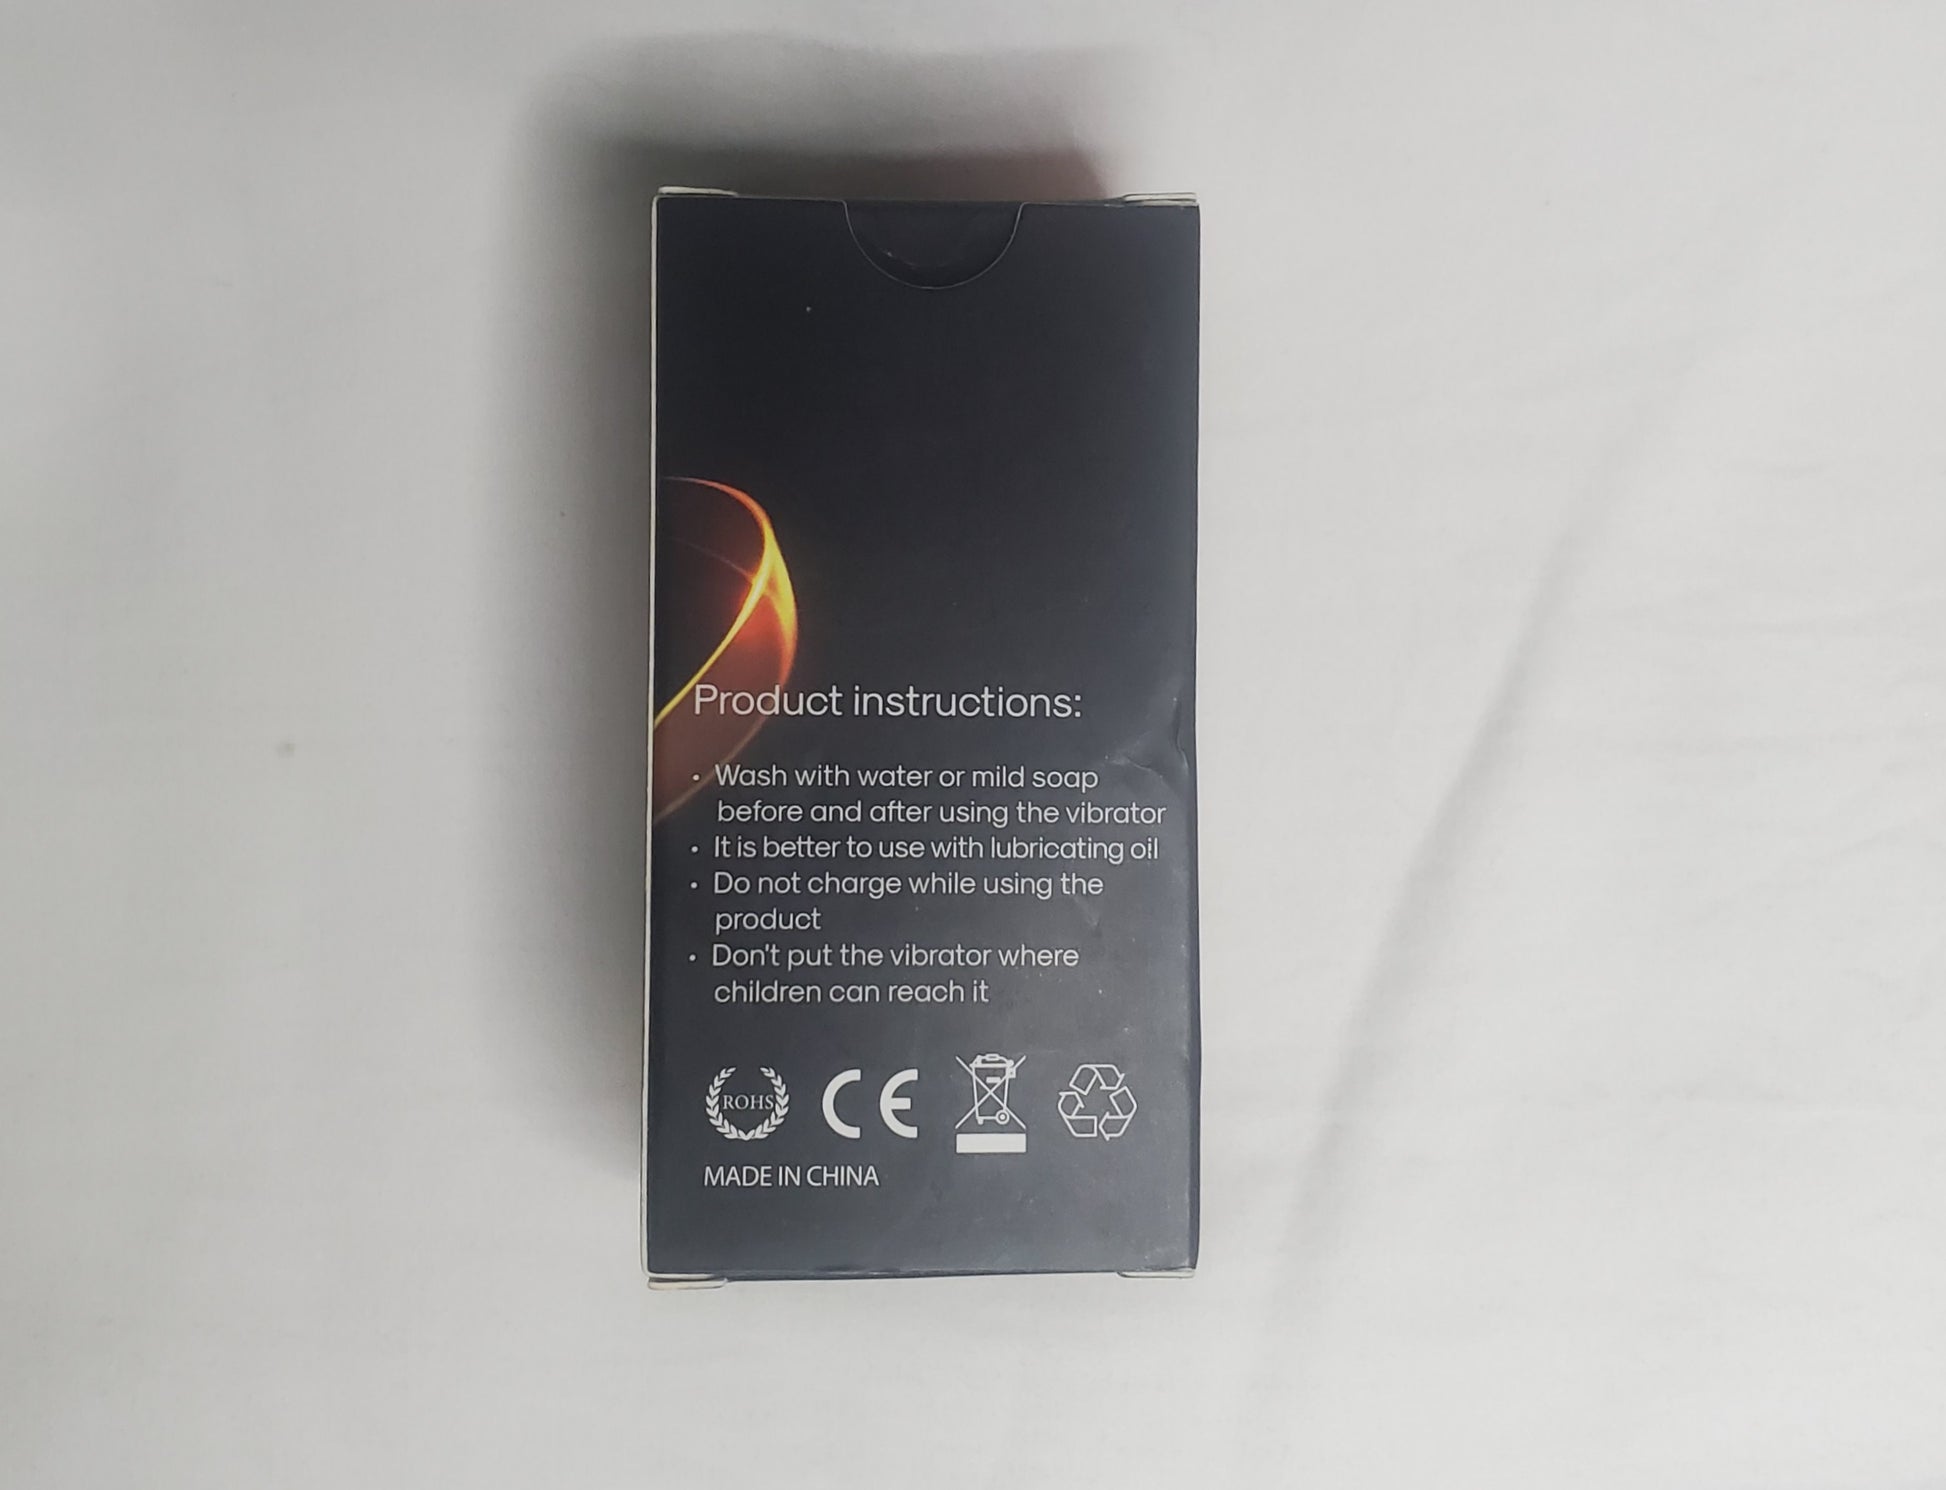 Product instructions:
• Wash with water or mild soap
before and after using the vibrator
• It is better to use with lubricating oil
• Do not charge while using the
product
• Don't put the vibrator where
children can reach it
ROHS CE
MADE IN CHINA